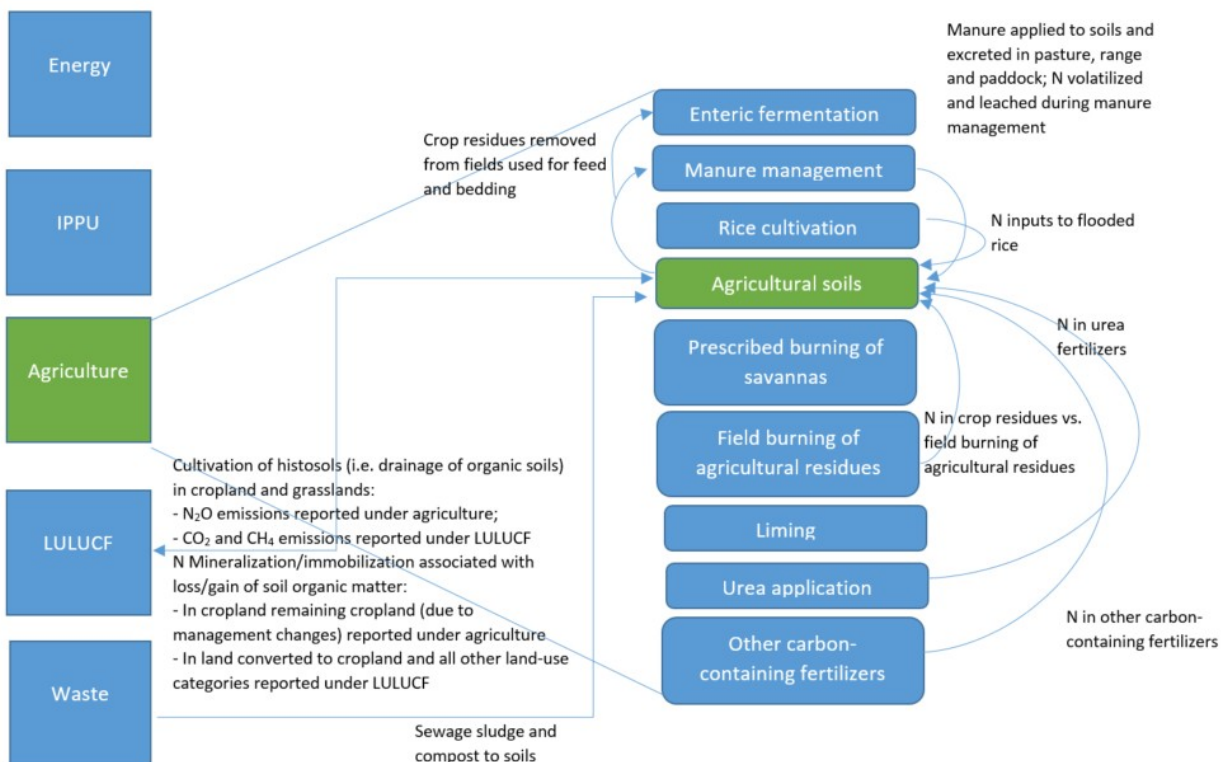 Energy
IPPU
Agriculture
LULUCF
Waste
Crop residues removed
from fields used for feed
and bedding
Cultivation of histosols (i.e. drainage of organic soils)
in cropland and grasslands:
- N₂O emissions reported under agriculture;
- CO₂ and CH₄ emissions reported under LULUCF
N Mineralization/immobilization associated with
loss/gain of soil organic matter:
- In cropland remaining cropland (due to
management changes) reported under agriculture
- In land converted to cropland and all other land-use
categories reported under LULUCF
Sewage sludge and
compost to soils
Enteric fermentation
Manure management
Rice cultivation
Agricultural soils
Prescribed burning of
savannas
Field burning of
agricultural residues
Liming
Urea application
Other carbon-
containing fertilizers
Manure applied to soils and
excreted in pasture, range
and paddock; N volatilized
and leached during manure
management
N inputs to flooded
rice
N in urea
fertilizers
N in crop residues vs.
field burning of
agricultural residues
N in other carbon-
containing fertilizers